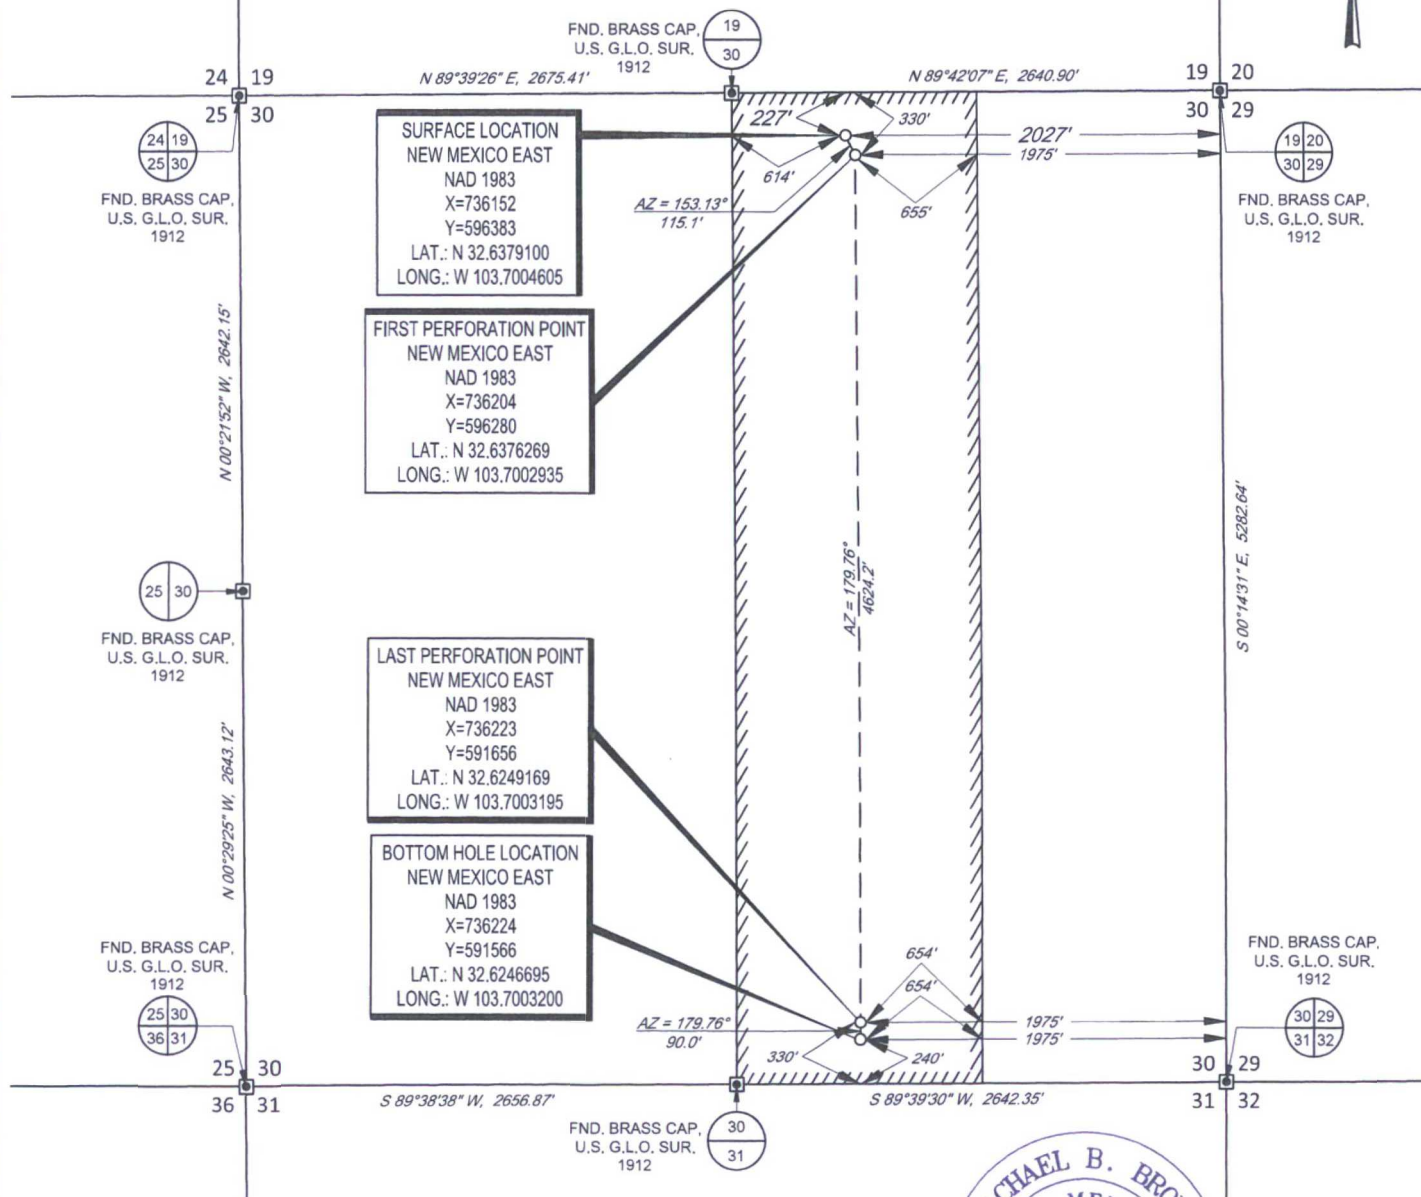 FND. BRASS CAP,
U.S. G.L.O. SUR.
1912
19
30
24 19
25 30
N 89°39'26" E, 2675.41'
N 89°42'07" E, 2640.90'
19 20
30 29
24 19
25 30
FND. BRASS CAP,
U.S. G.L.O. SUR.
1912
SURFACE LOCATION
NEW MEXICO EAST
NAD 1983
X=736152
Y=596383
LAT.: N 32.6379100
LONG.: W 103.7004605
227'
330'
2027'
1975'
614'
655'
AZ = 153.13°
115.1'
19 20
30 29
FND. BRASS CAP,
U.S. G.L.O. SUR.
1912
FIRST PERFORATION POINT
NEW MEXICO EAST
NAD 1983
X=736204
Y=596280
LAT.: N 32.6376269
LONG.: W 103.7002935
N 00°21'52" W, 2642.15'
AZ = 179.76°
4624.2'
S 00°14'31" E, 5282.64'
25 30
FND. BRASS CAP,
U.S. G.L.O. SUR.
1912
LAST PERFORATION POINT
NEW MEXICO EAST
NAD 1983
X=736223
Y=591656
LAT.: N 32.6249169
LONG.: W 103.7003195
N 00°29'25" W, 2643.12'
BOTTOM HOLE LOCATION
NEW MEXICO EAST
NAD 1983
X=736224
Y=591566
LAT.: N 32.6246695
LONG.: W 103.7003200
FND. BRASS CAP,
U.S. G.L.O. SUR.
1912
25 30
36 31
654'
654'
1975'
1975'
AZ = 179.76°
90.0'
330'
240'
FND. BRASS CAP,
U.S. G.L.O. SUR.
1912
30 29
31 32
25 30
36 31
30 29
31 32
S 89°38'38" W, 2656.87'
S 89°39'30" W, 2642.35'
FND. BRASS CAP,
U.S. G.L.O. SUR.
1912
30
31
CHAEL B. BRO